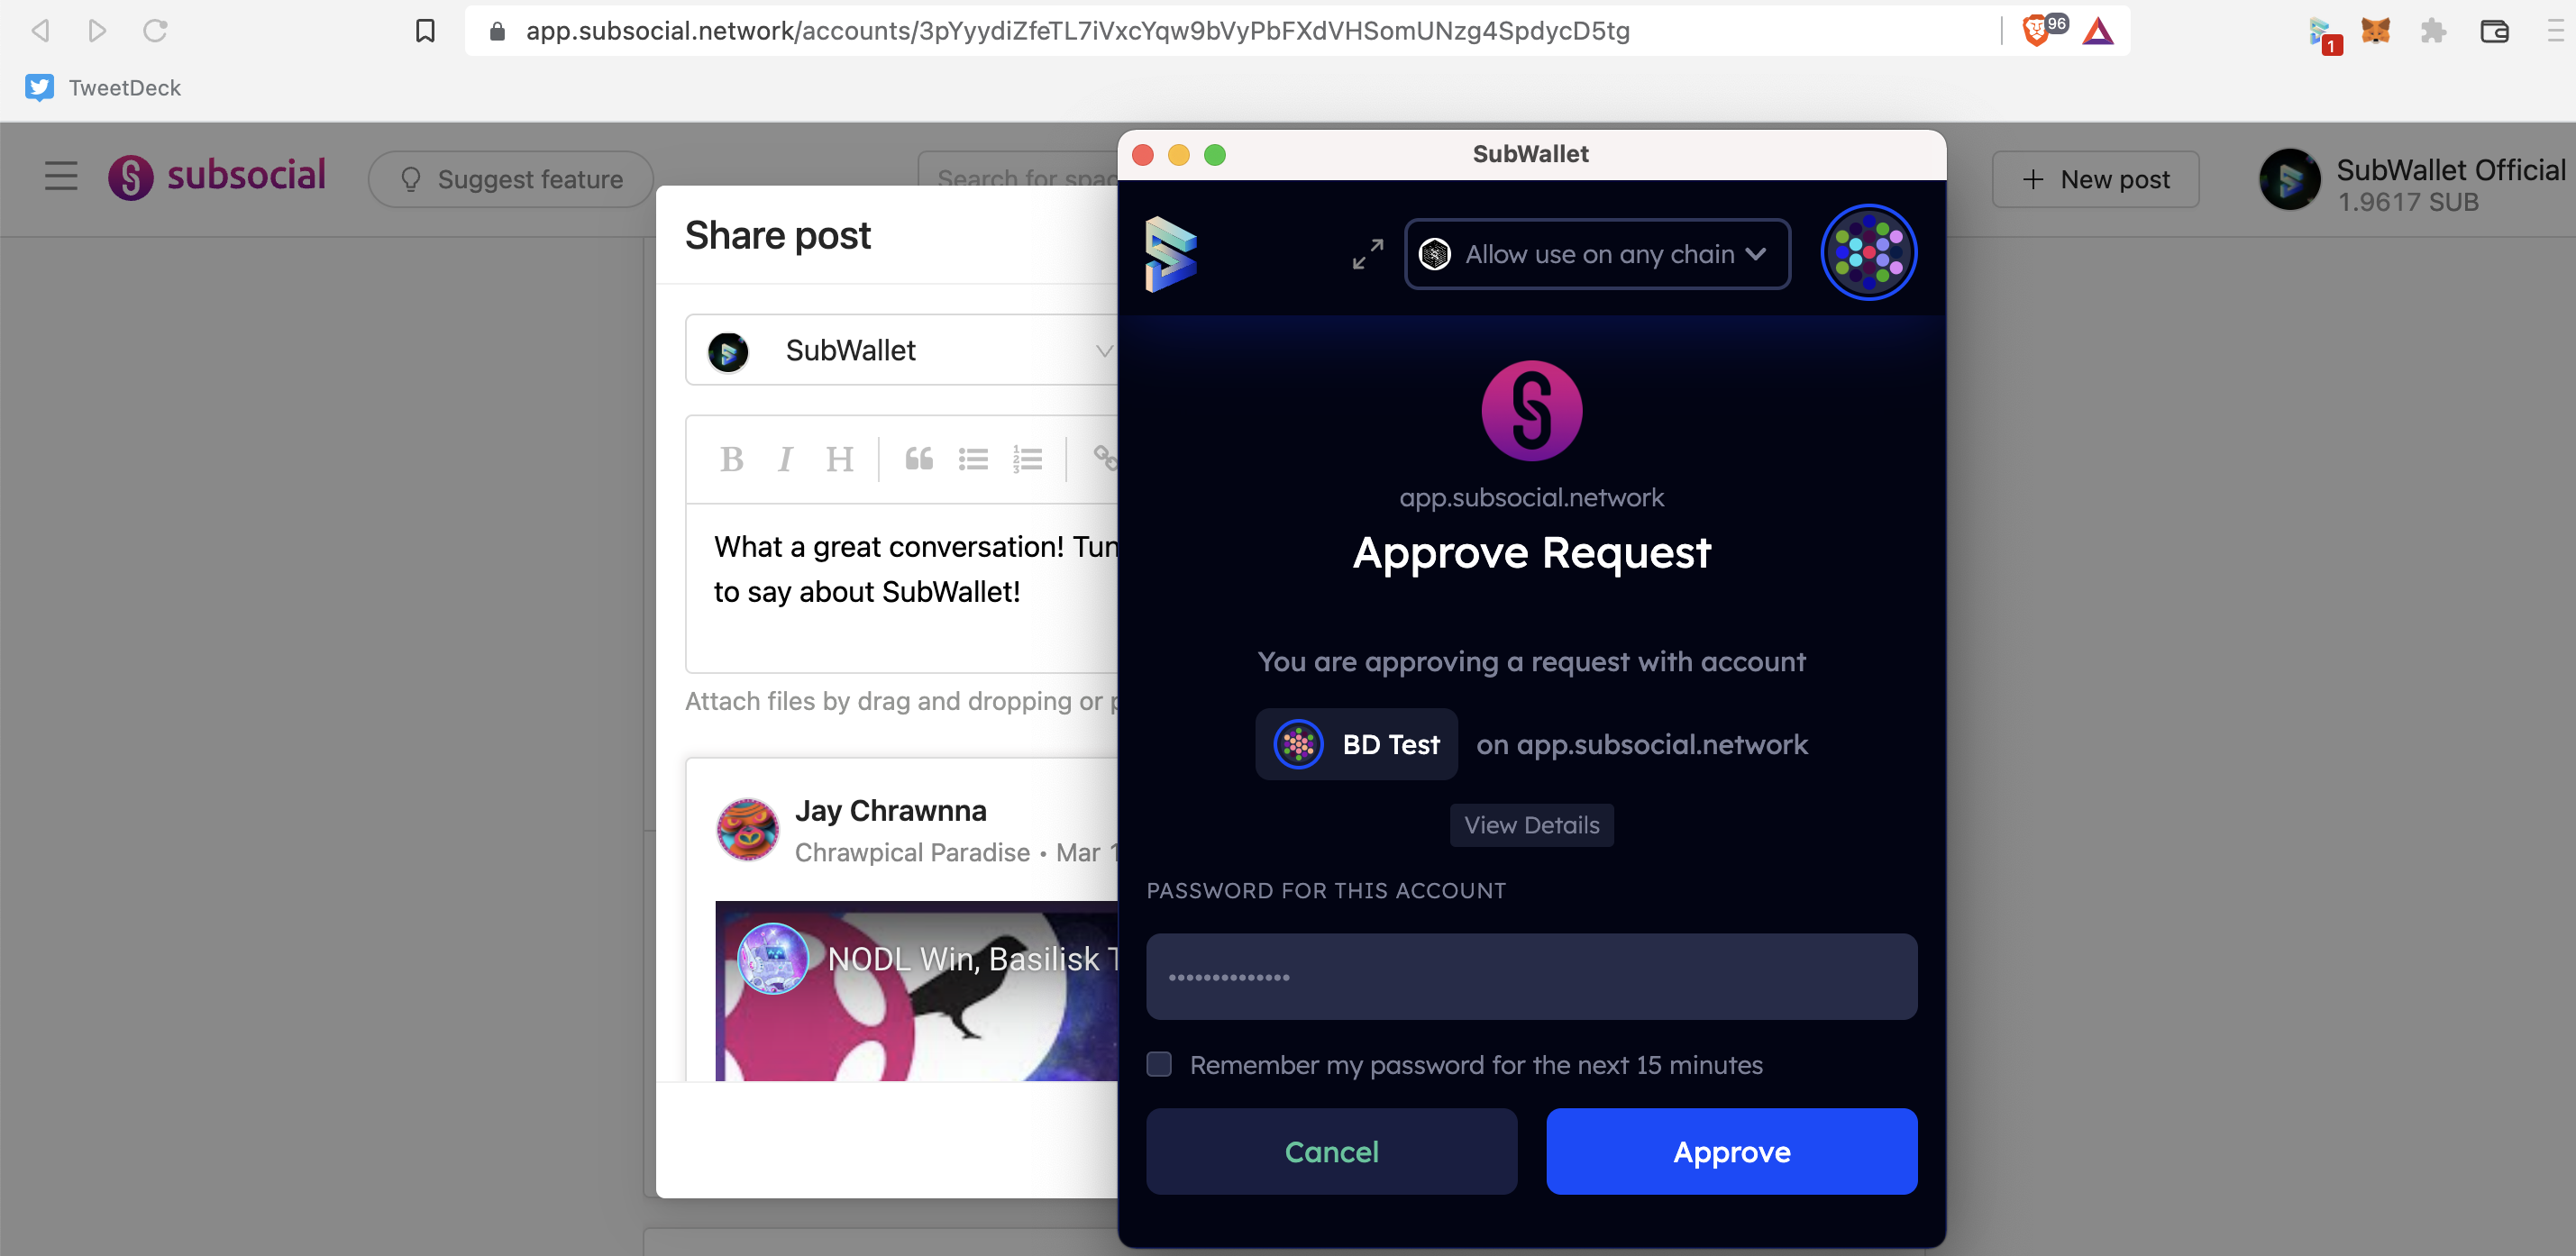 app.subsocial.network/accounts/3pYyydiZfeTL7iVxcYqw9bVyPbFXdVHSomUNzg4SpdycD5tg
96
1
TweetDeck
subsocial
Suggest feature
Search for spac
New post
SubWallet Official
1.9617 SUB
Share post
SubWallet
B I H
1
2
3
What a great conversation! Tun
to say about SubWallet!
Attach files by drag and dropping or p
Jay Chrawnna
Chrawpical Paradise • Mar 1
NODL Win, Basilisk T
SubWallet
Allow use on any chain
app.subsocial.network
Approve Request
You are approving a request with account
BD Test on app.subsocial.network
View Details
PASSWORD FOR THIS ACCOUNT
Remember my password for the next 15 minutes
Cancel
Approve